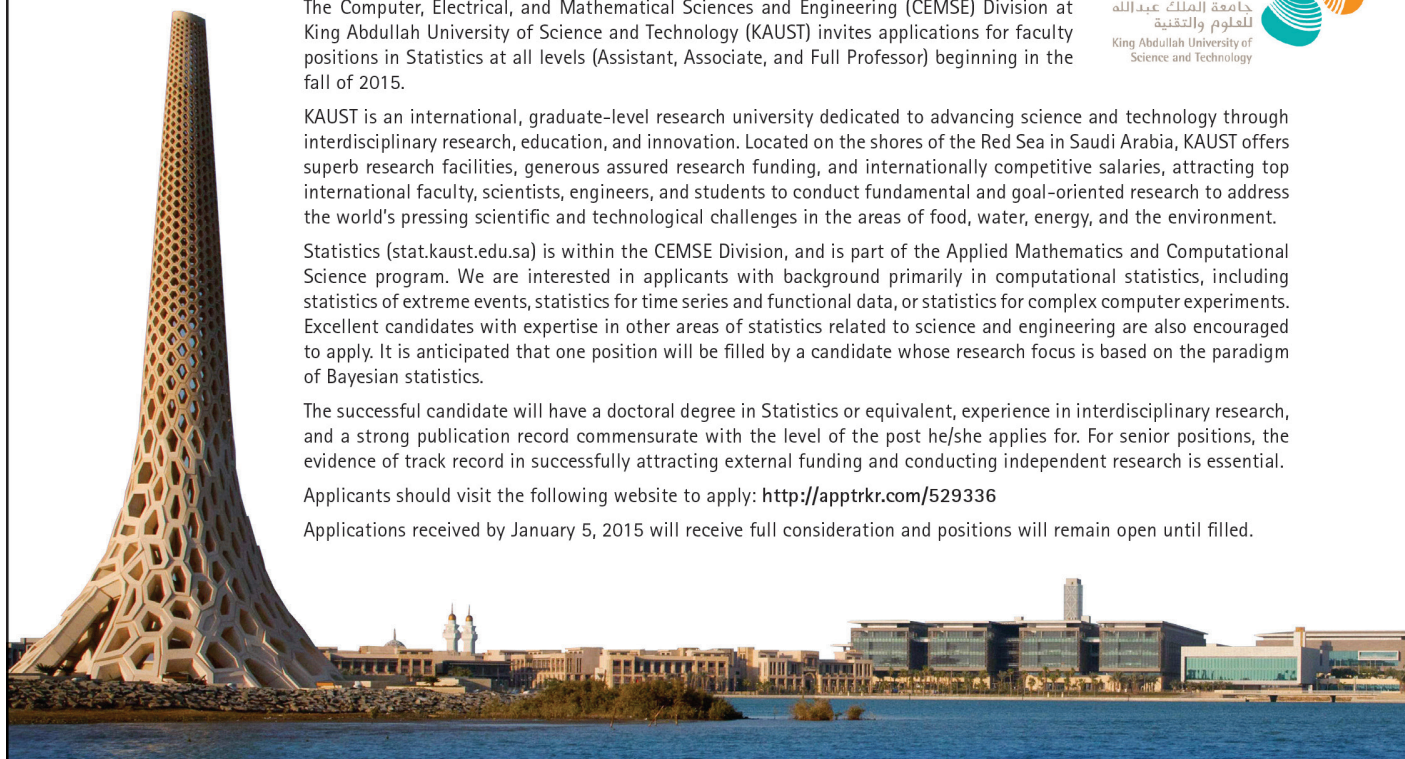 The Computer, Electrical, and Mathematical Sciences and Engineering (CEMSE) Division at
King Abdullah University of Science and Technology (KAUST) invites applications for faculty
positions in Statistics at all levels (Assistant, Associate, and Full Professor) beginning in the
fall of 2015.
جامعة الملك عبدالله
للعلوم والتقنية
King Abdullah University of
Science and Technology
KAUST is an international, graduate-level research university dedicated to advancing science and technology through
interdisciplinary research, education, and innovation. Located on the shores of the Red Sea in Saudi Arabia, KAUST offers
superb research facilities, generous assured research funding, and internationally competitive salaries, attracting top
international faculty, scientists, engineers, and students to conduct fundamental and goal-oriented research to address
the world's pressing scientific and technological challenges in the areas of food, water, energy, and the environment.
Statistics (stat.kaust.edu.sa) is within the CEMSE Division, and is part of the Applied Mathematics and Computational
Science program. We are interested in applicants with background primarily in computational statistics, including
statistics of extreme events, statistics for time series and functional data, or statistics for complex computer experiments.
Excellent candidates with expertise in other areas of statistics related to science and engineering are also encouraged
to apply. It is anticipated that one position will be filled by a candidate whose research focus is based on the paradigm
of Bayesian statistics.
The successful candidate will have a doctoral degree in Statistics or equivalent, experience in interdisciplinary research,
and a strong publication record commensurate with the level of the post he/she applies for. For senior positions, the
evidence of track record in successfully attracting external funding and conducting independent research is essential.
Applicants should visit the following website to apply: http://apptrkr.com/529336
Applications received by January 5, 2015 will receive full consideration and positions will remain open until filled.